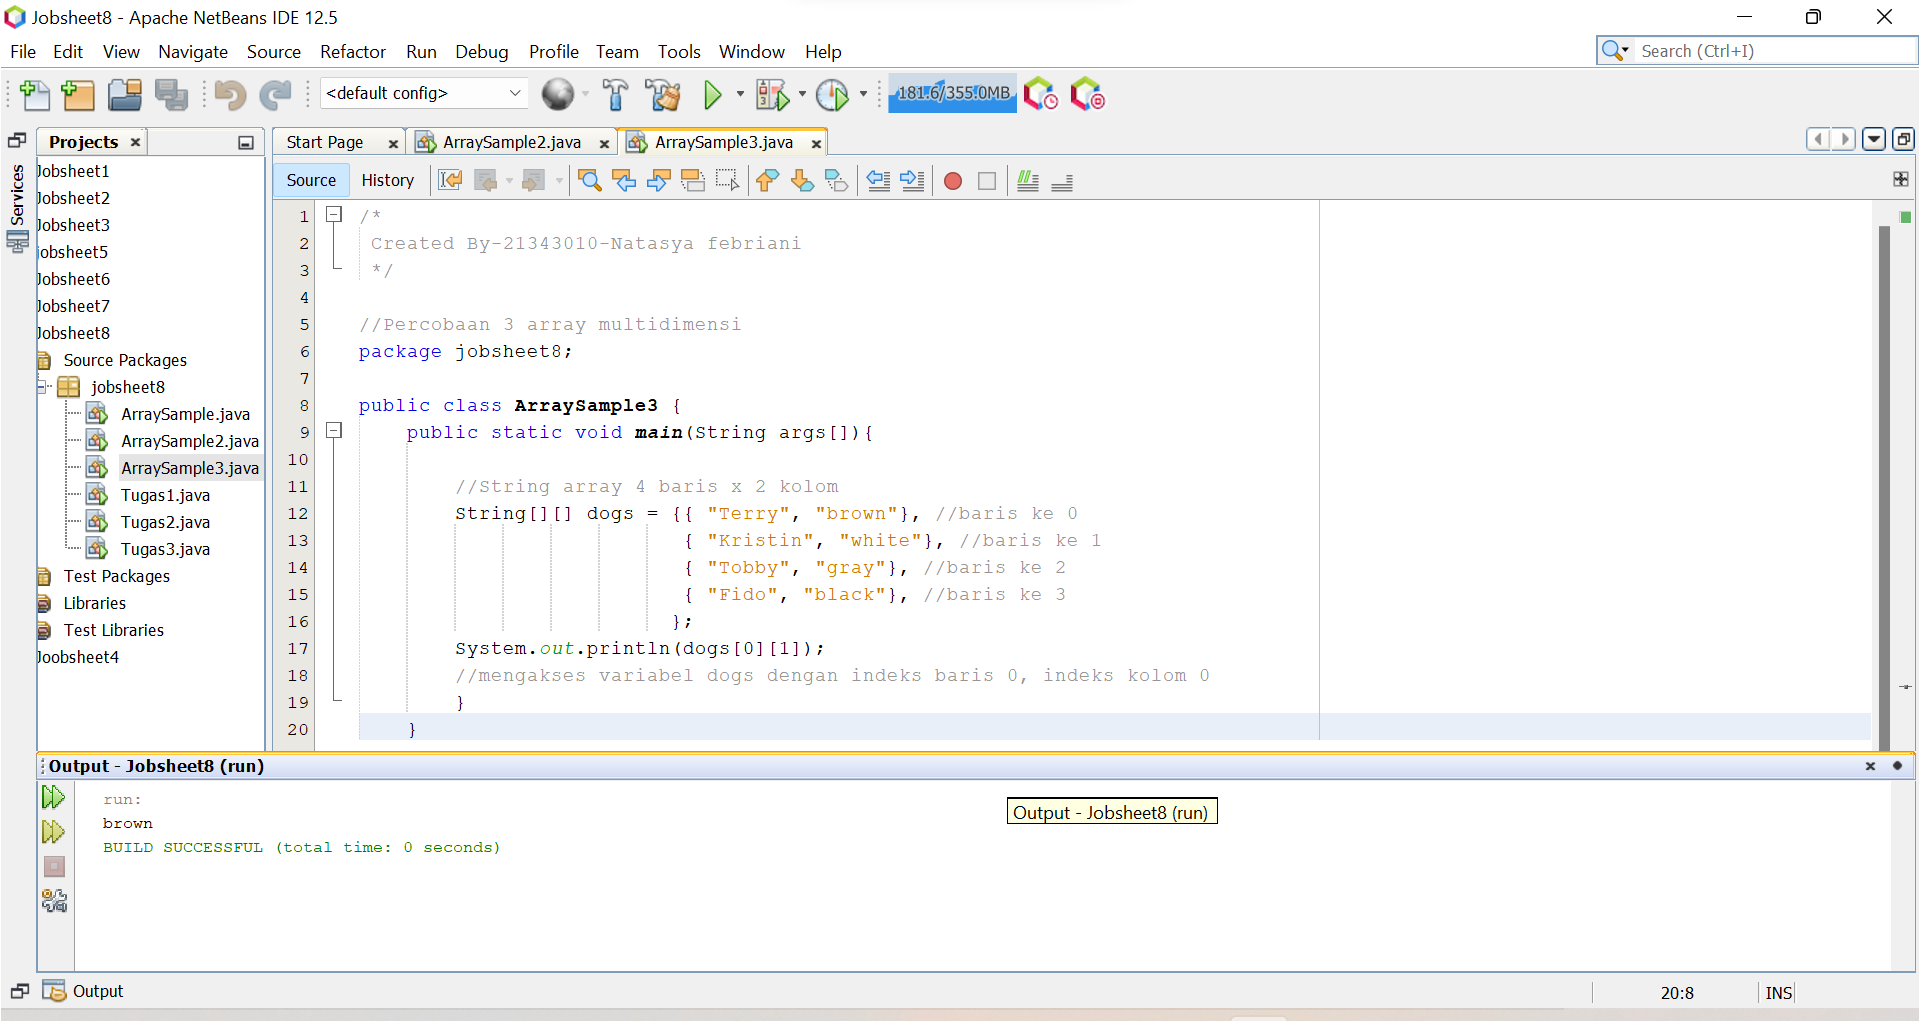 Jobsheet8 - Apache NetBeans IDE 12.5
File Edit View Navigate Source Refactor Run Debug Profile Team Tools Window Help
Search (Ctrl+I)
<default config>
181.6/355.0MB
Projects
Start Page
ArraySample2.java
ArraySample3.java
Services
Source History
Jobsheet1
Jobsheet2
Jobsheet3
jobsheet5
Jobsheet6
Jobsheet7
Jobsheet8
Source Packages
jobsheet8
ArraySample.java
ArraySample2.java
ArraySample3.java
Tugas1.java
Tugas2.java
Tugas3.java
Test Packages
Libraries
Test Libraries
Joobsheet4
1 /*
2 Created By-21343010-Natasya febriani
3 */
4
5 //Percobaan 3 array multidimensi
6 package jobsheet8;
7
8 public class ArraySample3 {
9 public static void main(String args[]){
10
11 //String array 4 baris x 2 kolom
12 String[][] dogs = {{ "Terry", "brown"}, //baris ke 0
13 { "Kristin", "white"}, //baris ke 1
14 { "Tobby", "gray"}, //baris ke 2
15 { "Fido", "black"}, //baris ke 3
16 };
17 System.out.println(dogs[0][1]);
18 //mengakses variabel dogs dengan indeks baris 0, indeks kolom 0
19 }
20 }
Output - Jobsheet8 (run)
run:
brown
BUILD SUCCESSFUL (total time: 0 seconds)
Output - Jobsheet8 (run)
Output
20:8
INS